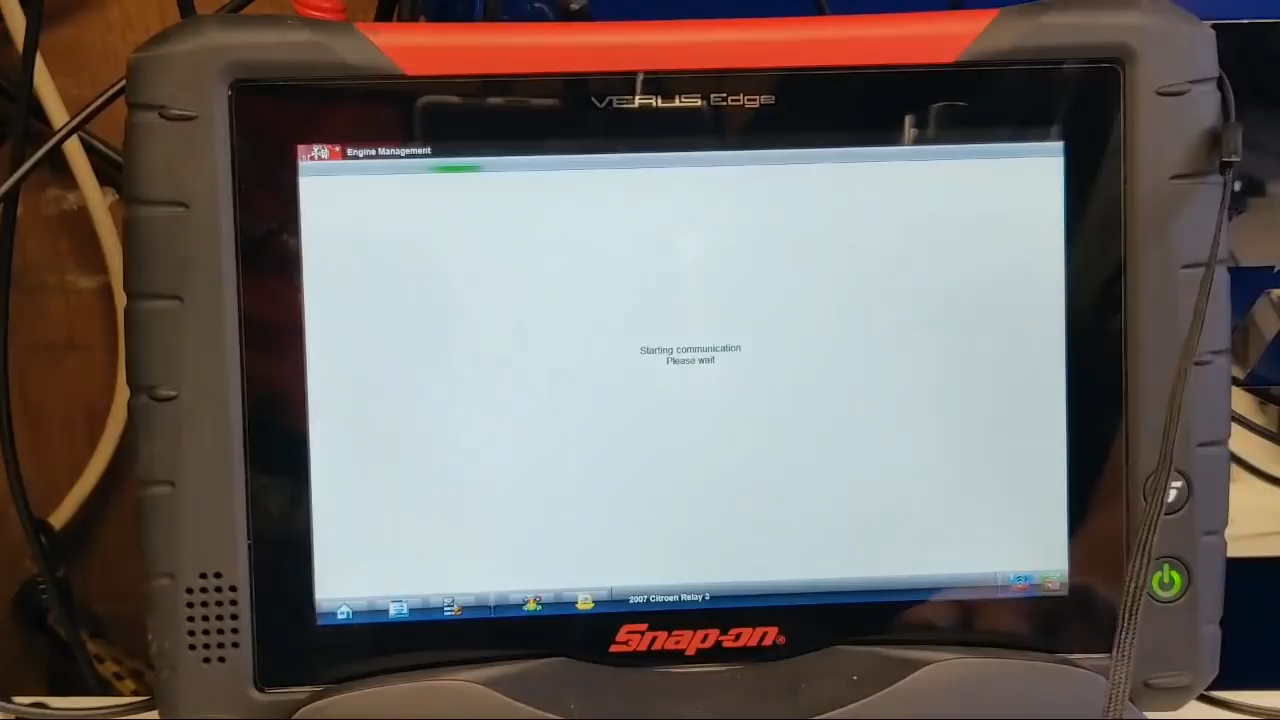 VERUS Edge
Engine Management
Starting communication
Please wait
2007 Citroen Relay 3
Snap-on®